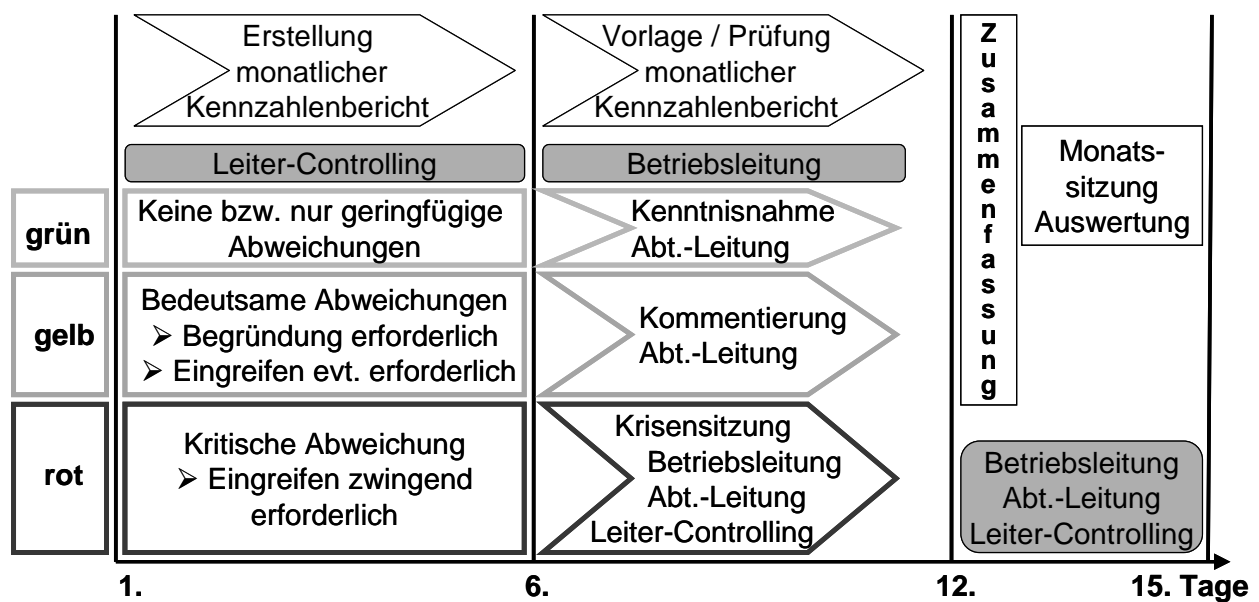 Erstellung
monatlicher
Kennzahlenbericht
Vorlage / Prüfung
monatlicher
Kennzahlenbericht
Leiter-Controlling
Betriebsleitung
grün
Keine bzw. nur geringfügige
Abweichungen
Kenntnisnahme
Abt.-Leitung
gelb
Bedeutsame Abweichungen
➢ Begründung erforderlich
➢ Eingreifen evt. erforderlich
Kommentierung
Abt.-Leitung
rot
Kritische Abweichung
➢ Eingreifen zwingend
erforderlich
Krisensitzung
Betriebsleitung
Abt.-Leitung
Leiter-Controlling
Zusammenfassung
Monats-
sitzung
Auswertung
Betriebsleitung
Abt.-Leitung
Leiter-Controlling
1. 6. 12. 15. Tage